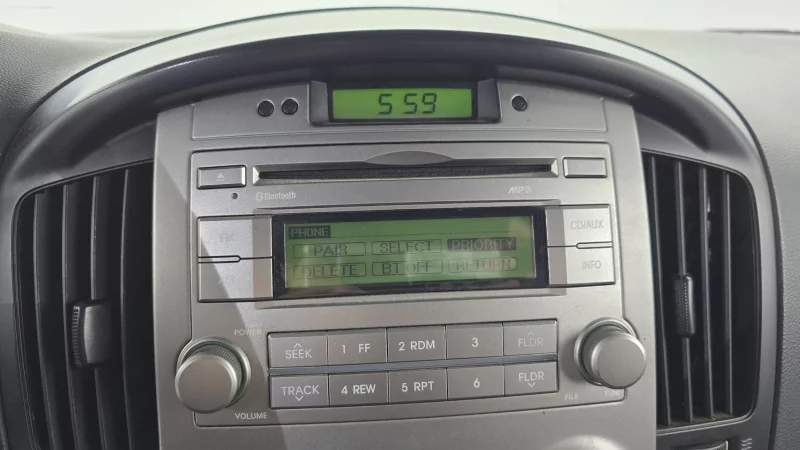 5 59
Bluetooth
MP3
FM
CD/AUX
INFO
PHONE
PAIR SELECT PRIORITY
DELETE BT OFF RETURN
POWER
VOLUME
SEEK 1 FF 2 RDM 3 FLDR
TRACK 4 REW 5 RPT 6 FLDR
FILE TUNE